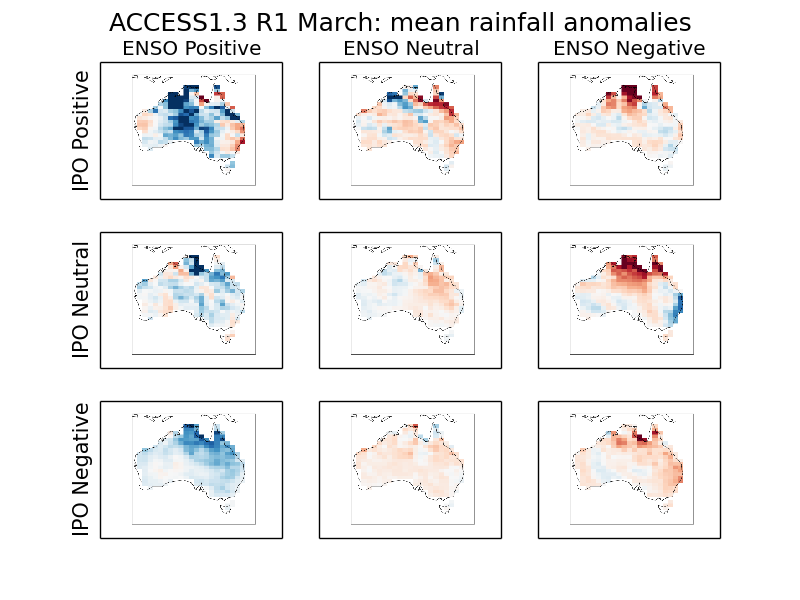 ACCESS1.3 R1 March: mean rainfall anomalies
ENSO Positive
ENSO Neutral
ENSO Negative
IPO Positive
IPO Neutral
IPO Negative